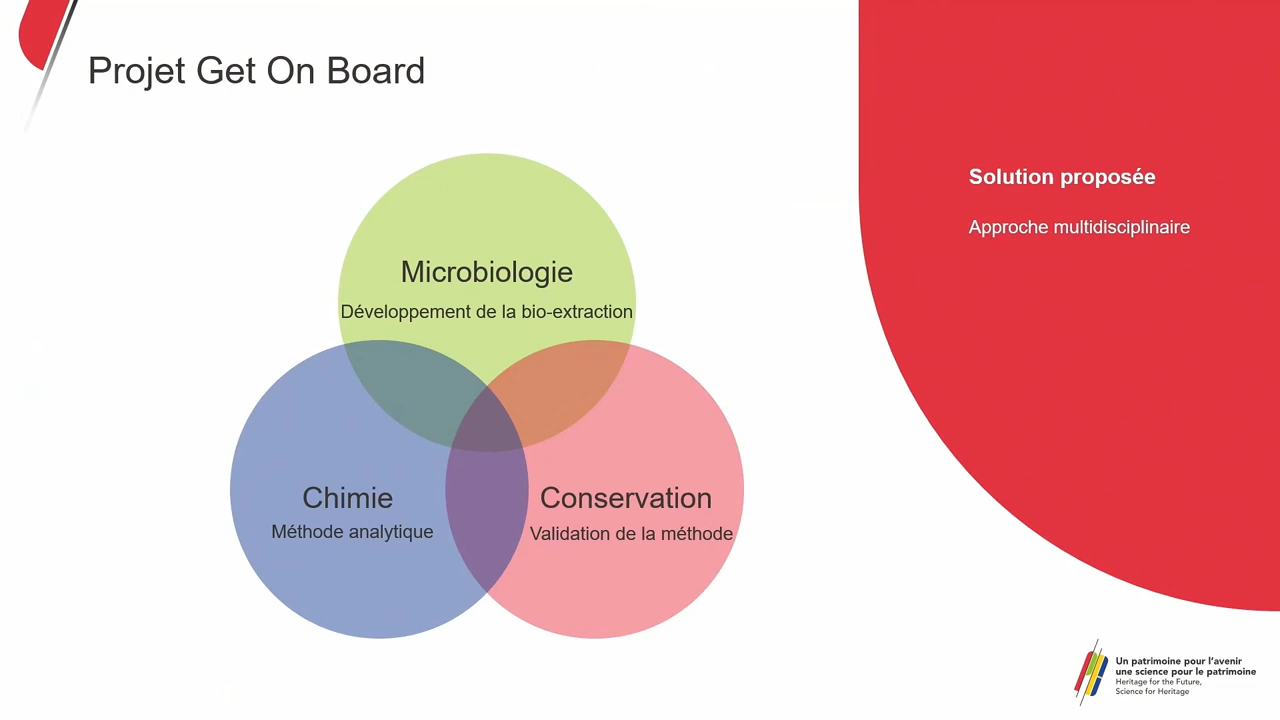 Projet Get On Board
Solution proposée
Approche multidisciplinaire
Microbiologie
Développement de la bio-extraction
Chimie
Méthode analytique
Conservation
Validation de la méthode
Un patrimoine pour l'avenir
une science pour le patrimoine
Heritage for the Future,
Science for Heritage